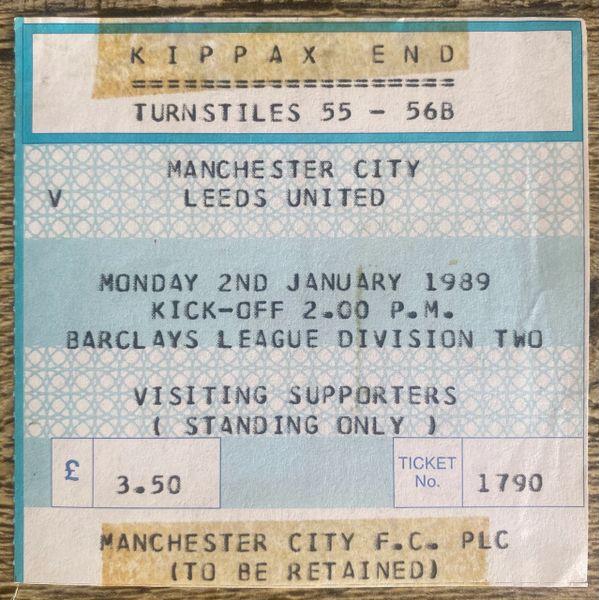 KIPPAX END
====================
TURNSTILES 55 - 56B
MANCHESTER CITY
V LEEDS UNITED
MONDAY 2ND JANUARY 1989
KICK-OFF 2.00 P.M.
BARCLAYS LEAGUE DIVISION TWO
VISITING SUPPORTERS
( STANDING ONLY )
£ 3.50
TICKET No. 1790
MANCHESTER CITY F.C. PLC
(TO BE RETAINED)